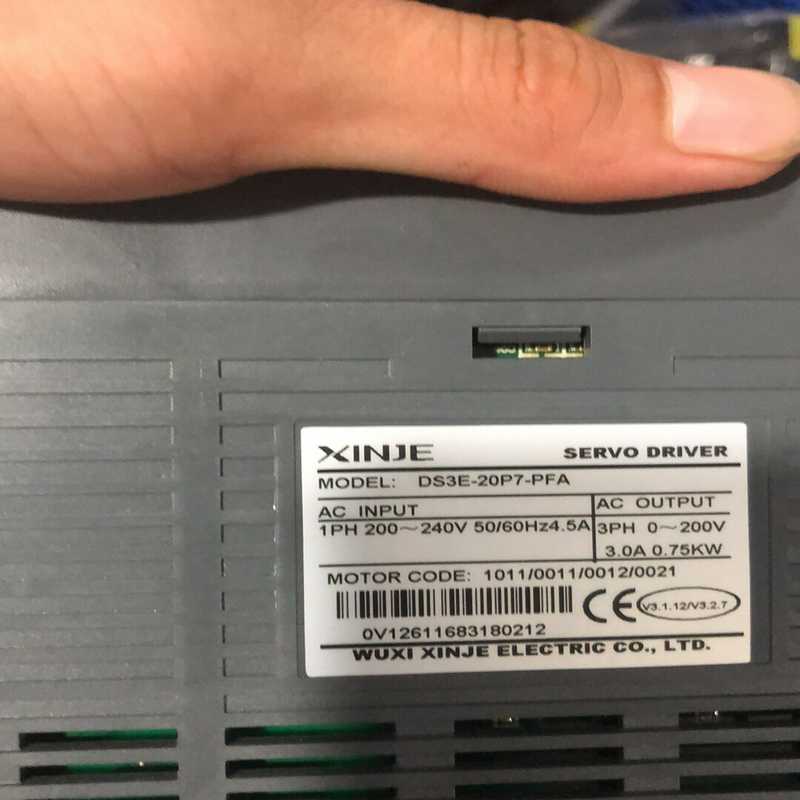 XINJE SERVO DRIVER
MODEL: DS3E-20P7-PFA
AC INPUT AC OUTPUT
1PH 200～240V 50/60Hz4.5A 3PH 0～200V
3.0A 0.75KW
MOTOR CODE: 1011/0011/0012/0021
CE V3.1.12/V3.2.7
0V12611683180212
WUXI XINJE ELECTRIC CO., LTD.